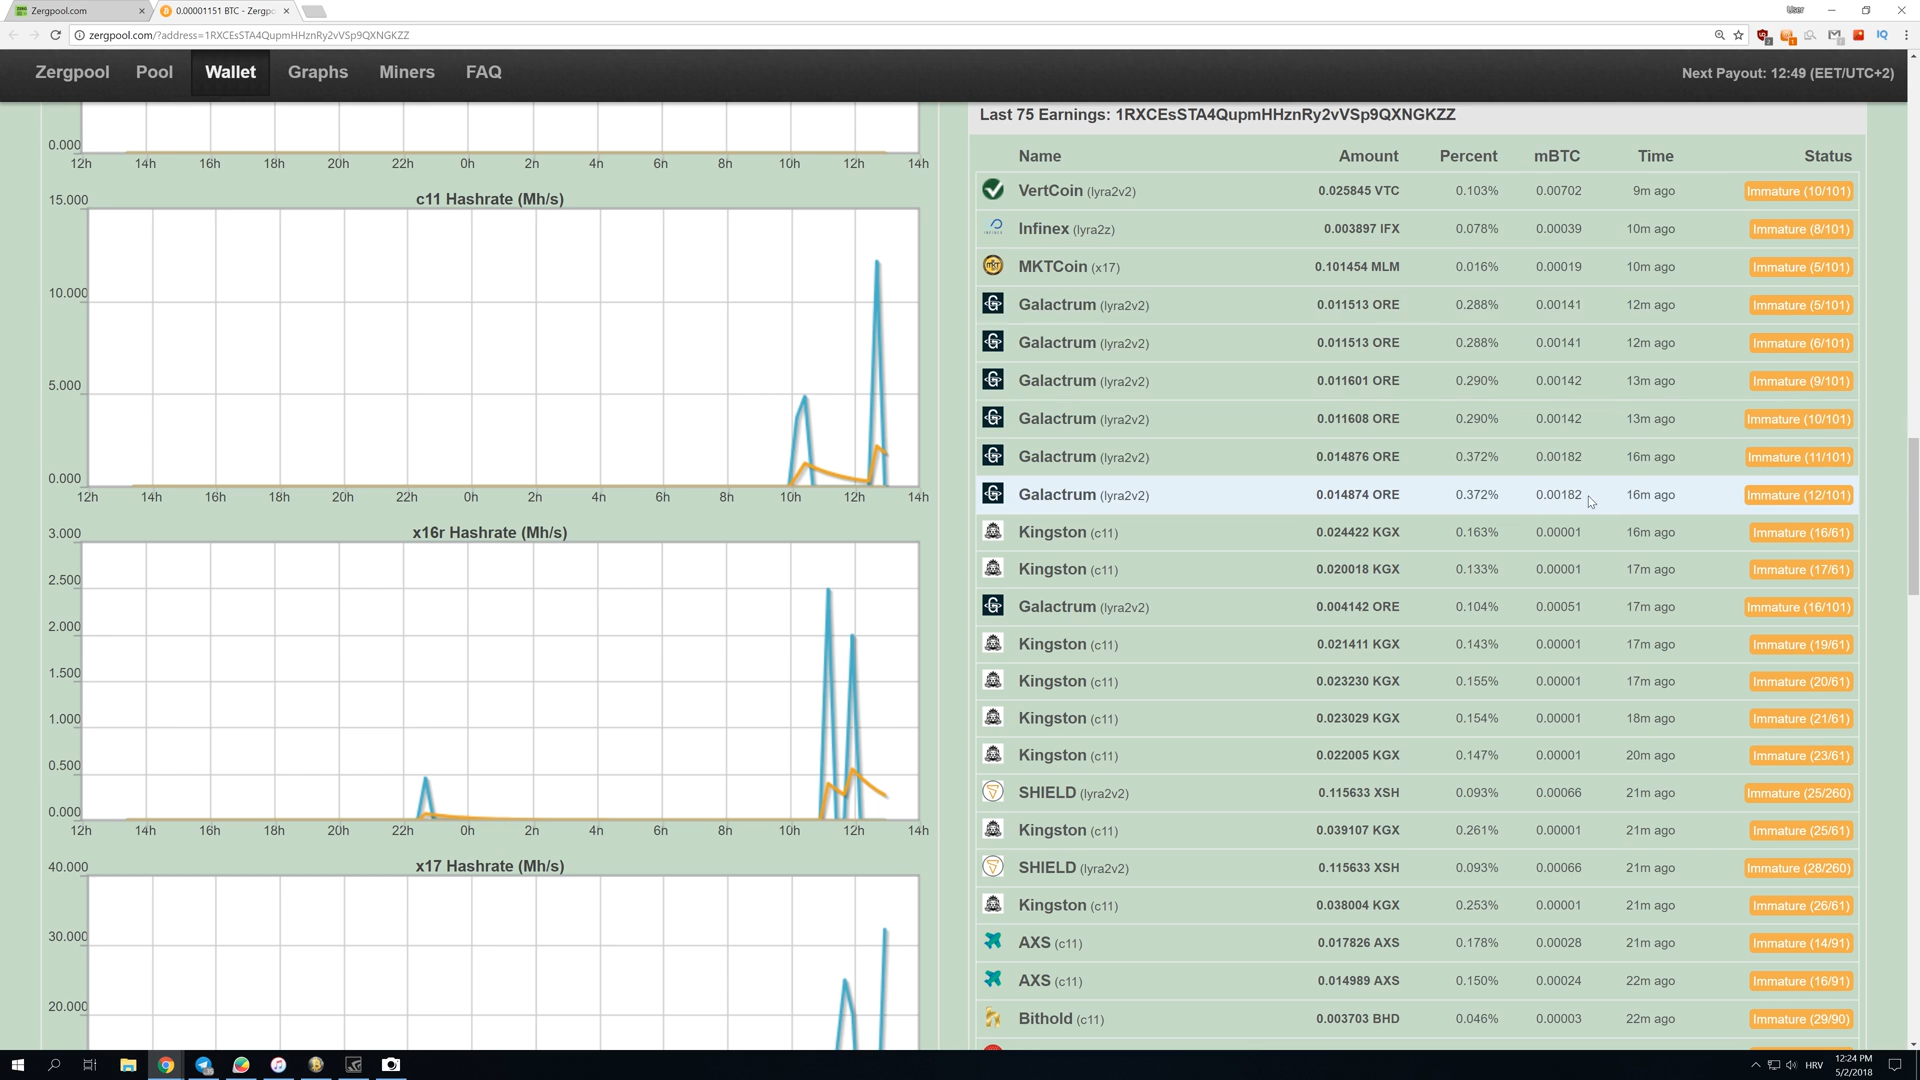 Zergpool.com
0.00001151 BTC - Zergpo
User
zergpool.com/?address=1RXCEsSTA4QupmHHznRy2vVSp9QXNGKZZ
IQ
Zergpool Pool Wallet Graphs Miners FAQ
Next Payout: 12:49 (EET/UTC+2)
0.000
12h 14h 16h 18h 20h 22h 0h 2h 4h 6h 8h 10h 12h 14h
c11 Hashrate (Mh/s)
15.000
10.000
5.000
0.000
12h 14h 16h 18h 20h 22h 0h 2h 4h 6h 8h 10h 12h 14h
x16r Hashrate (Mh/s)
3.000
2.500
2.000
1.500
1.000
0.500
0.000
12h 14h 16h 18h 20h 22h 0h 2h 4h 6h 8h 10h 12h 14h
x17 Hashrate (Mh/s)
40.000
30.000
20.000
Last 75 Earnings: 1RXCEsSTA4QupmHHznRy2vVSp9QXNGKZZ
Name Amount Percent mBTC Time Status
VertCoin (lyra2v2) 0.025845 VTC 0.103% 0.00702 9m ago Immature (10/101)
Infinex (lyra2z) 0.003897 IFX 0.078% 0.00039 10m ago Immature (8/101)
MKTCoin (x17) 0.101454 MLM 0.016% 0.00019 10m ago Immature (5/101)
Galactrum (lyra2v2) 0.011513 ORE 0.288% 0.00141 12m ago Immature (5/101)
Galactrum (lyra2v2) 0.011513 ORE 0.288% 0.00141 12m ago Immature (6/101)
Galactrum (lyra2v2) 0.011601 ORE 0.290% 0.00142 13m ago Immature (9/101)
Galactrum (lyra2v2) 0.011608 ORE 0.290% 0.00142 13m ago Immature (10/101)
Galactrum (lyra2v2) 0.014876 ORE 0.372% 0.00182 16m ago Immature (11/101)
Galactrum (lyra2v2) 0.014874 ORE 0.372% 0.00182 16m ago Immature (12/101)
Kingston (c11) 0.024422 KGX 0.163% 0.00001 16m ago Immature (16/61)
Kingston (c11) 0.020018 KGX 0.133% 0.00001 17m ago Immature (17/61)
Galactrum (lyra2v2) 0.004142 ORE 0.104% 0.00051 17m ago Immature (16/101)
Kingston (c11) 0.021411 KGX 0.143% 0.00001 17m ago Immature (19/61)
Kingston (c11) 0.023230 KGX 0.155% 0.00001 17m ago Immature (20/61)
Kingston (c11) 0.023029 KGX 0.154% 0.00001 18m ago Immature (21/61)
Kingston (c11) 0.022005 KGX 0.147% 0.00001 20m ago Immature (23/61)
SHIELD (lyra2v2) 0.115633 XSH 0.093% 0.00066 21m ago Immature (25/260)
Kingston (c11) 0.039107 KGX 0.261% 0.00001 21m ago Immature (25/61)
SHIELD (lyra2v2) 0.115633 XSH 0.093% 0.00066 21m ago Immature (28/260)
Kingston (c11) 0.038004 KGX 0.253% 0.00001 21m ago Immature (26/61)
AXS (c11) 0.017826 AXS 0.178% 0.00028 21m ago Immature (14/91)
AXS (c11) 0.014989 AXS 0.150% 0.00024 22m ago Immature (16/91)
Bithold (c11) 0.003703 BHD 0.046% 0.00003 22m ago Immature (29/90)
HRV
12:24 PM
5/2/2018